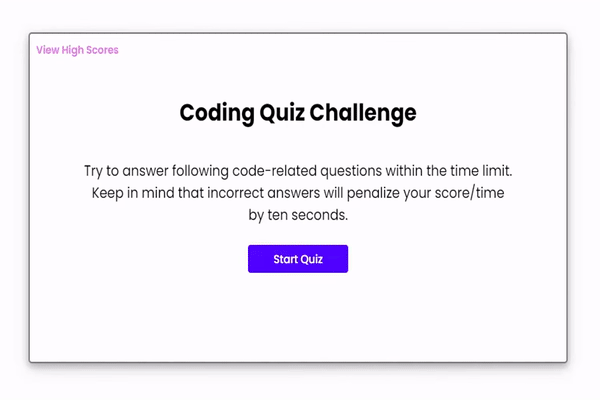 View High Scores
Coding Quiz Challenge
Try to answer following code-related questions within the time limit.
Keep in mind that incorrect answers will penalize your score/time
by ten seconds.
Start Quiz